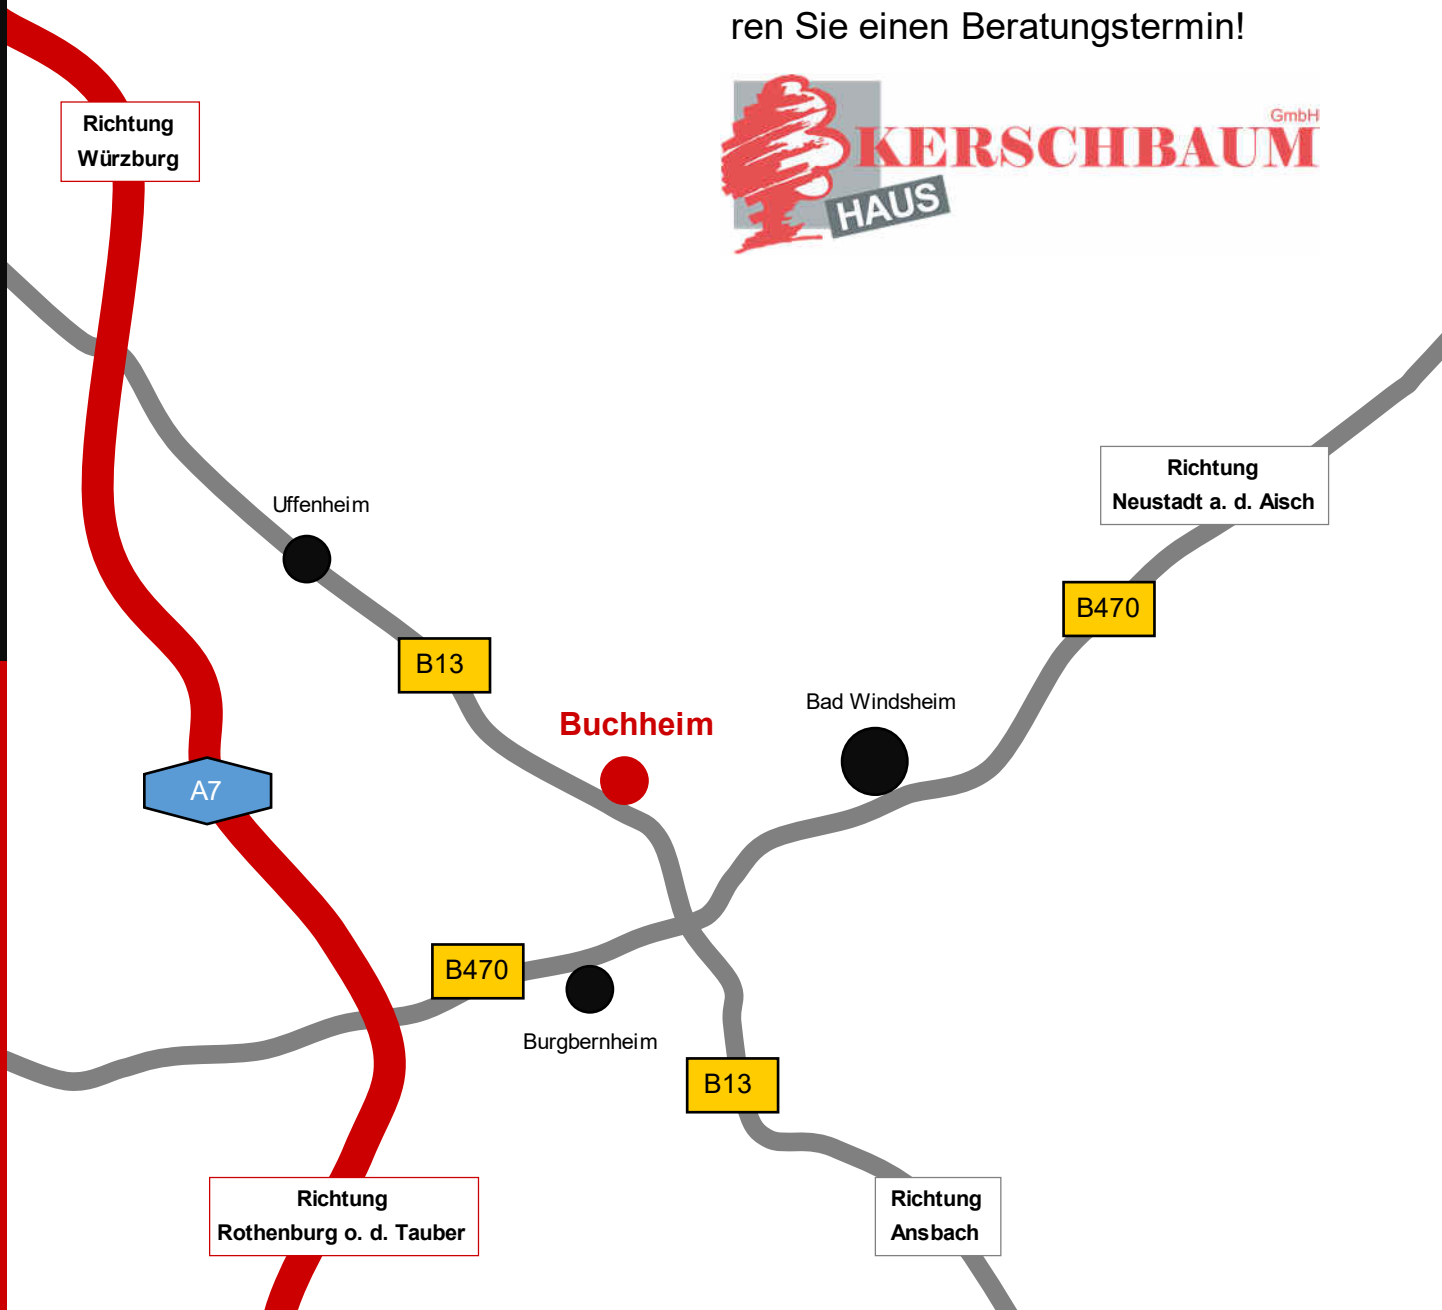 ren Sie einen Beratungstermin!
GmbH
KERSCHBAUM
HAUS
Richtung
Würzburg
Richtung
Neustadt a. d. Aisch
Uffenheim
B470
B13
Bad Windsheim
Buchheim
A7
B470
Burgbernheim
B13
Richtung
Rothenburg o. d. Tauber
Richtung
Ansbach